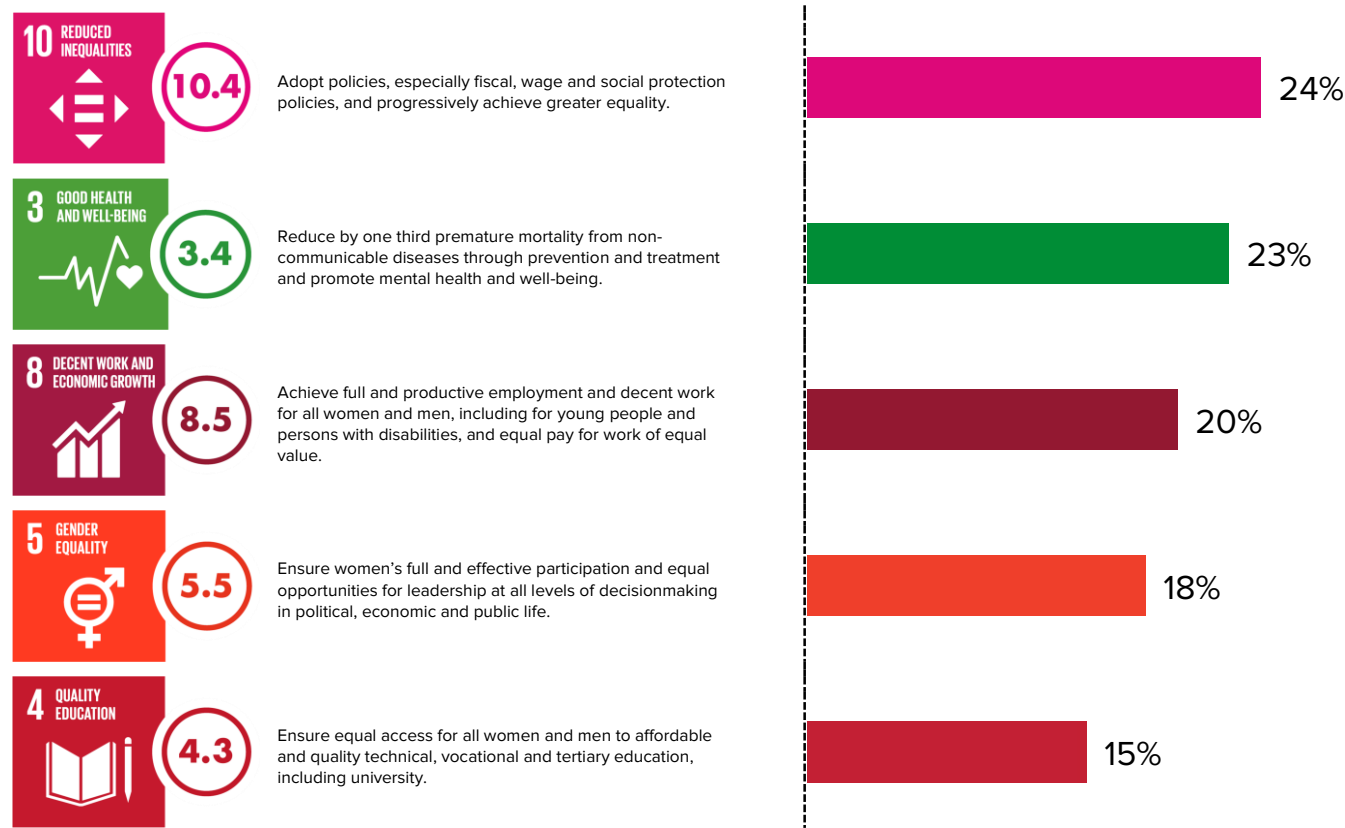 10 REDUCED
INEQUALITIES
10.4
Adopt policies, especially fiscal, wage and social protection
policies, and progressively achieve greater equality.
24%
3 GOOD HEALTH
AND WELL-BEING
3.4
Reduce by one third premature mortality from non-
communicable diseases through prevention and treatment
and promote mental health and well-being.
23%
8 DECENT WORK AND
ECONOMIC GROWTH
8.5
Achieve full and productive employment and decent work
for all women and men, including for young people and
persons with disabilities, and equal pay for work of equal
value.
20%
5 GENDER
EQUALITY
5.5
Ensure women’s full and effective participation and equal
opportunities for leadership at all levels of decisionmaking
in political, economic and public life.
18%
4 QUALITY
EDUCATION
4.3
Ensure equal access for all women and men to affordable
and quality technical, vocational and tertiary education,
including university.
15%